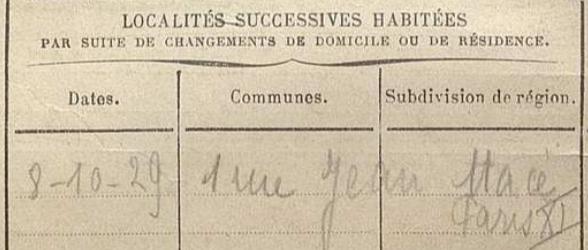 LOCALITÉS SUCCESSIVES HABITÉES
PAR SUITE DE CHANGEMENTS DE DOMICILE OU DE RÉSIDENCE.
Dates. Communes. Subdivision de région.
8-10-29 1 rue Jean Macé
Paris XI